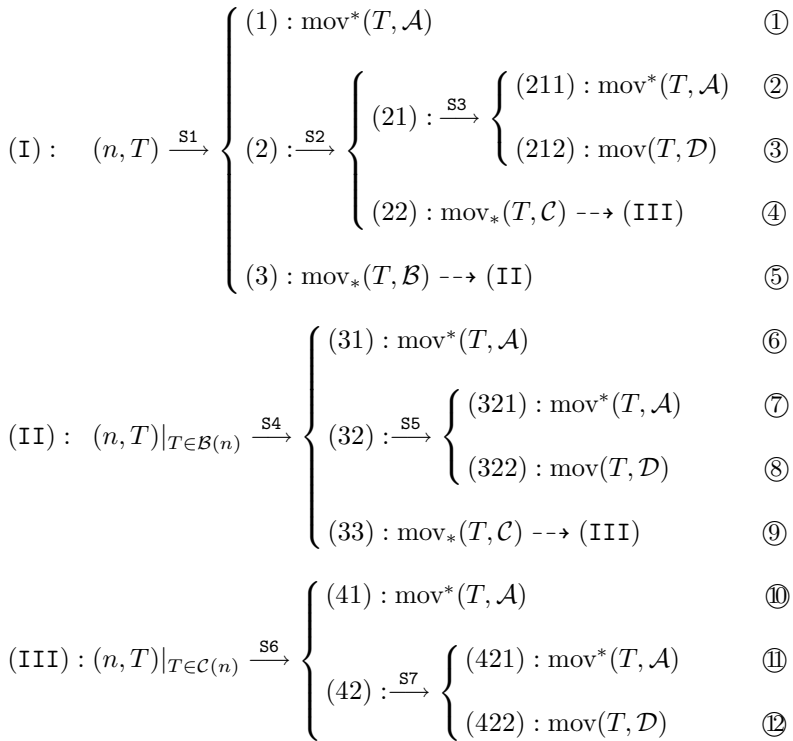 (1) : mov*(T, 𝒜) ①
(211) : mov*(T, 𝒜) ②
(21) : S3⟶
(I) : (n, T) S1⟶ (2) : S2⟶ (212) : mov(T, 𝒟) ③
(22) : mov∗(T, 𝒞) ⇢ (III) ④
(3) : mov∗(T, ℬ) ⇢ (II) ⑤
(31) : mov*(T, 𝒜) ⑥
(321) : mov*(T, 𝒜) ⑦
(II) : (n, T)|T∈ℬ(n) S4⟶ (32) : S5⟶
(322) : mov(T, 𝒟) ⑧
(33) : mov∗(T, 𝒞) ⇢ (III) ⑨
(41) : mov*(T, 𝒜) ⑩
(III) : (n, T)|T∈𝒞(n) S6⟶ (421) : mov*(T, 𝒜) ⑪
(42) : S7⟶
(422) : mov(T, 𝒟) ⑫